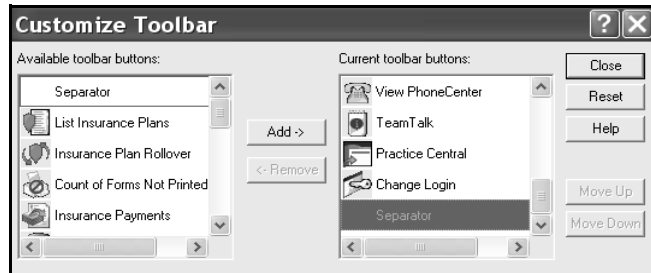 Customize Toolbar
Available toolbar buttons:
Separator
List Insurance Plans
Insurance Plan Rollover
Count of Forms Not Printed
Insurance Payments
Add ->
<- Remove
Current toolbar buttons:
View PhoneCenter
TeamTalk
Practice Central
Change Login
Separator
Close
Reset
Help
Move Up
Move Down